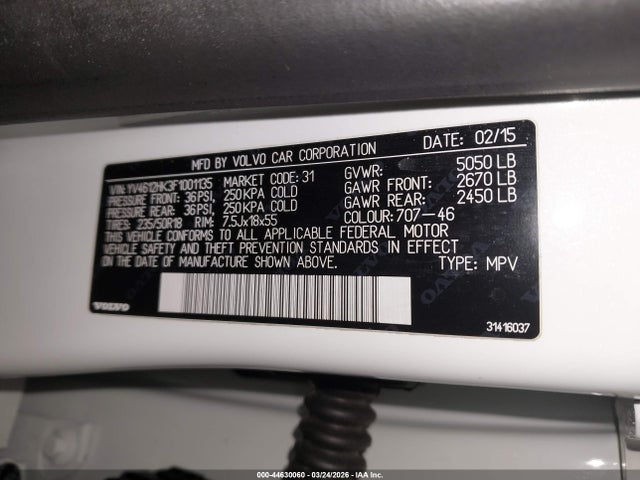 MFD BY VOLVO CAR CORPORATION DATE: 02/15
VIN: YV4612HK3F1001135 MARKET CODE: 31 GVWR: 5050 LB
PRESSURE FRONT: 36PSI, 250KPA COLD GAWR FRONT: 2670 LB
PRESSURE REAR: 36PSI, 250KPA COLD GAWR REAR: 2450 LB
TIRES: 235/50R18 RIM: 7.5Jx18x55 COLOUR: 707-46
THIS VEHICLE CONFORMS TO ALL APPLICABLE FEDERAL MOTOR
VEHICLE SAFETY AND THEFT PREVENTION STANDARDS IN EFFECT
ON THE DATE OF MANUFACTURE SHOWN ABOVE. TYPE: MPV
VOLVO
31416037
000-44630060 - 03/24/2026 - IAA Inc.